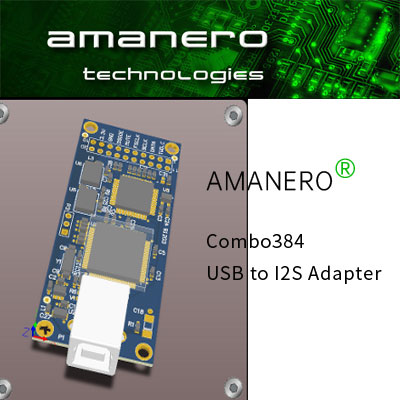 amanero
technologies
AMANERO®
Combo384
USB to I2S Adapter